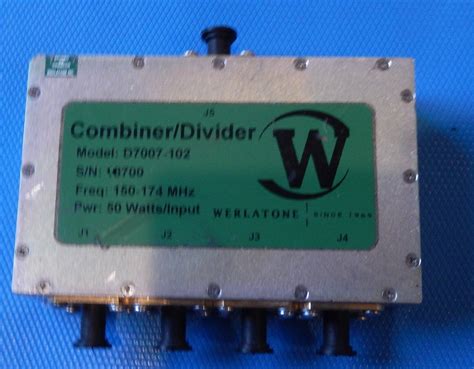 J5
Combiner/Divider
Model: D7007-102
S/N: 18700
Freq: 150-174 MHz
Pwr: 50 Watts/Input
W
WERLATONE | SINCE 1965
J1 J2 J3 J4